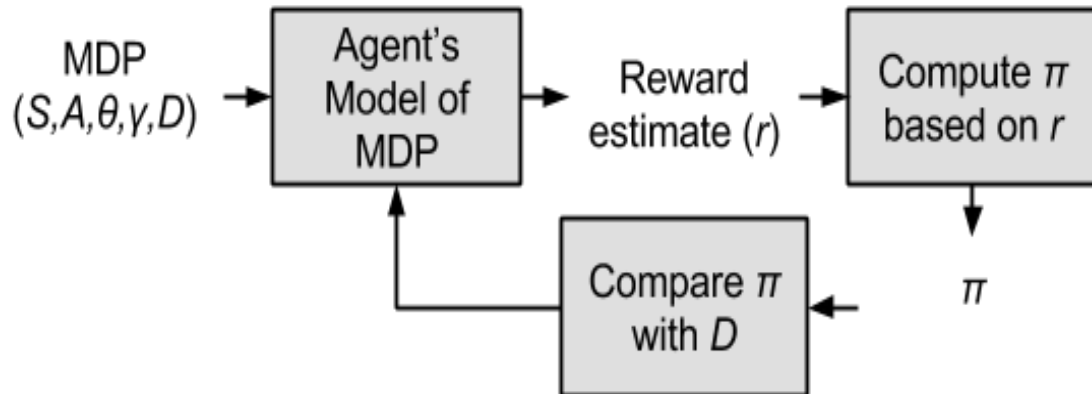 MDP
(S,A,θ,γ,D)
Agent's
Model of
MDP
Reward
estimate (r)
Compute π
based on r
π
Compare π
with D